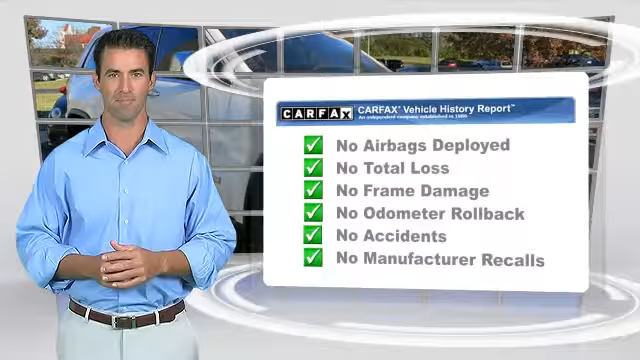 CARFAX CARFAX® Vehicle History Report™
An independent company established in 1986
No Airbags Deployed
No Total Loss
No Frame Damage
No Odometer Rollback
No Accidents
No Manufacturer Recalls